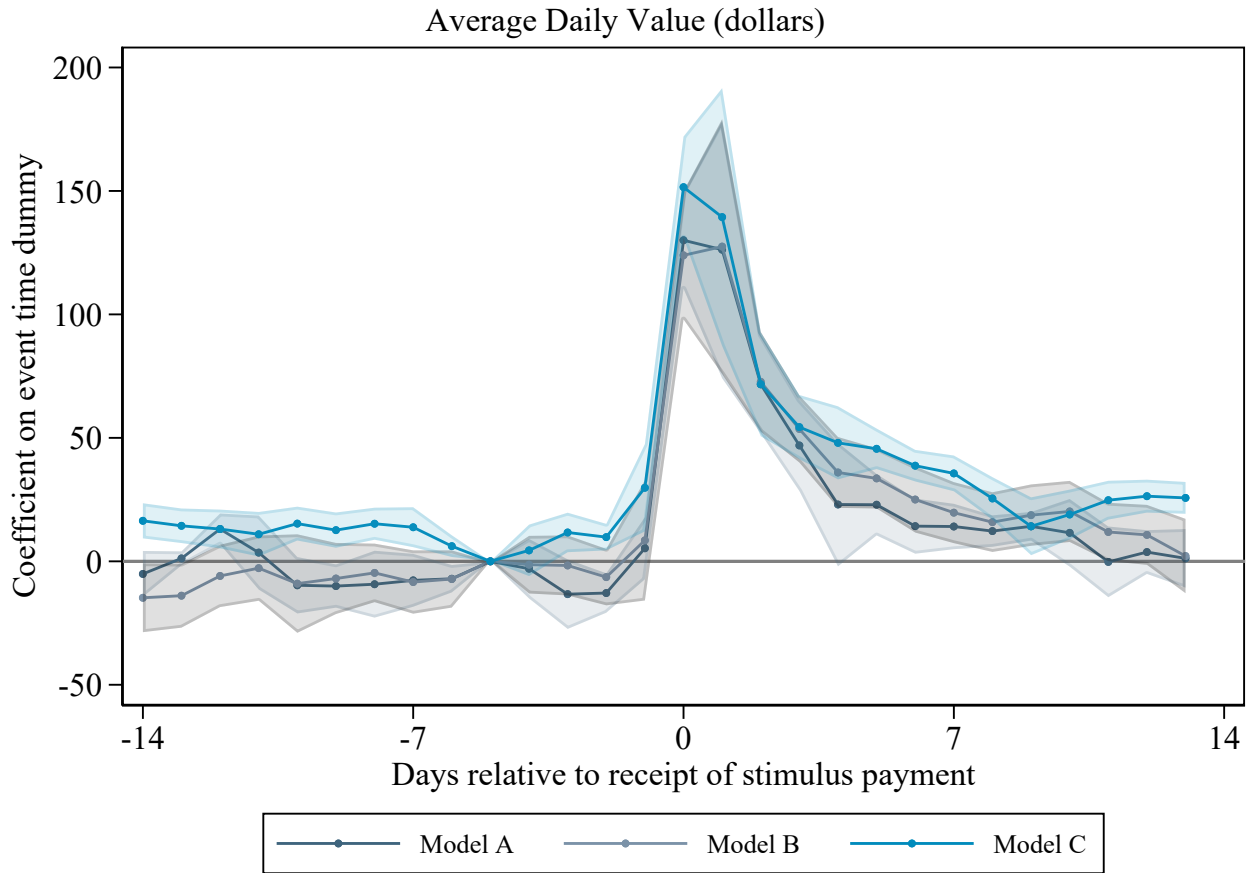 Average Daily Value (dollars)
Coefficient on event time dummy
200
150
100
50
0
-50
-14
-7
0
7
14
Days relative to receipt of stimulus payment
Model A
Model B
Model C